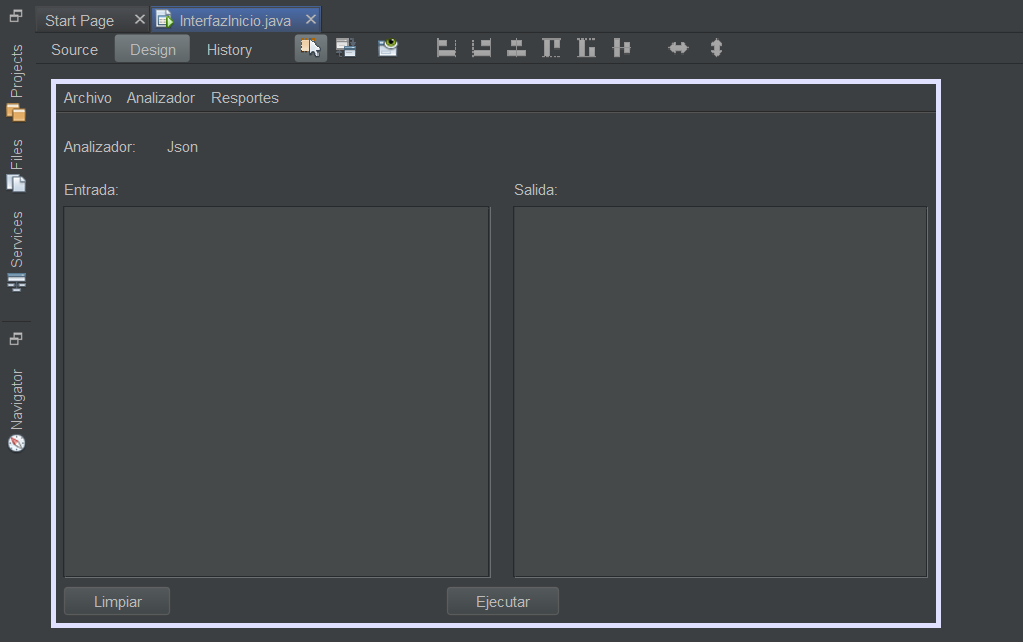 Start Page InterfazInicio.java
Source Design History
Projects
Files
Services
Navigator
Archivo Analizador Resportes
Analizador: Json
Entrada: Salida:
Limpiar Ejecutar